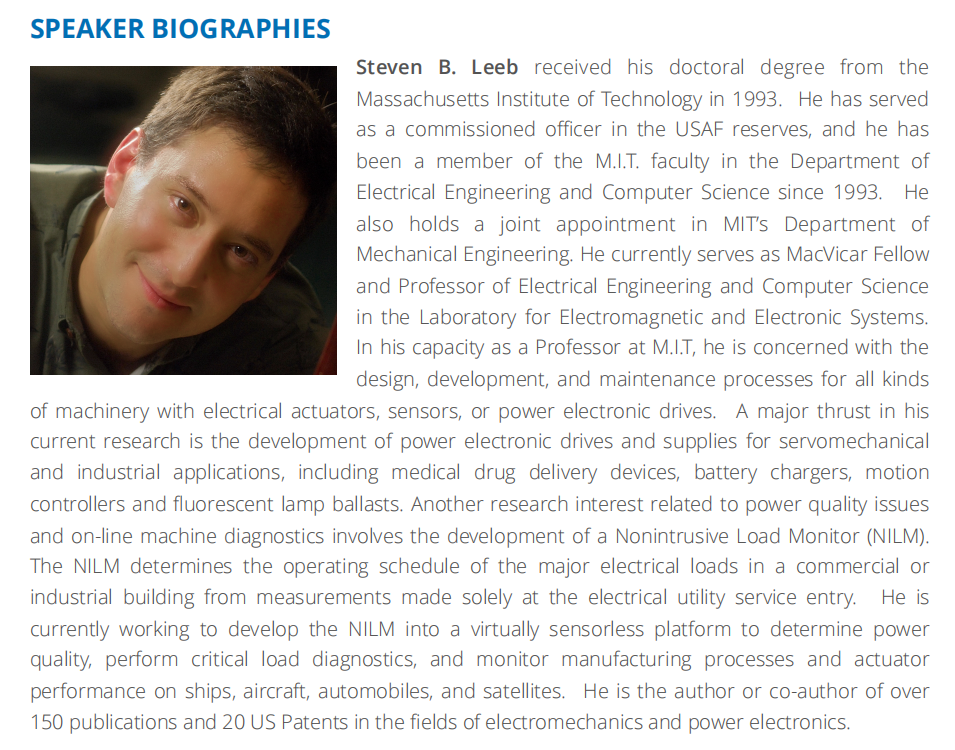 SPEAKER BIOGRAPHIES
Steven B. Leeb received his doctoral degree from the
Massachusetts Institute of Technology in 1993. He has served
as a commissioned officer in the USAF reserves, and he has
been a member of the M.I.T. faculty in the Department of
Electrical Engineering and Computer Science since 1993. He
also holds a joint appointment in MIT's Department of
Mechanical Engineering. He currently serves as MacVicar Fellow
and Professor of Electrical Engineering and Computer Science
in the Laboratory for Electromagnetic and Electronic Systems.
In his capacity as a Professor at M.I.T, he is concerned with the
design, development, and maintenance processes for all kinds
of machinery with electrical actuators, sensors, or power electronic drives. A major thrust in his
current research is the development of power electronic drives and supplies for servomechanical
and industrial applications, including medical drug delivery devices, battery chargers, motion
controllers and fluorescent lamp ballasts. Another research interest related to power quality issues
and on-line machine diagnostics involves the development of a Nonintrusive Load Monitor (NILM).
The NILM determines the operating schedule of the major electrical loads in a commercial or
industrial building from measurements made solely at the electrical utility service entry. He is
currently working to develop the NILM into a virtually sensorless platform to determine power
quality, perform critical load diagnostics, and monitor manufacturing processes and actuator
performance on ships, aircraft, automobiles, and satellites. He is the author or co-author of over
150 publications and 20 US Patents in the fields of electromechanics and power electronics.